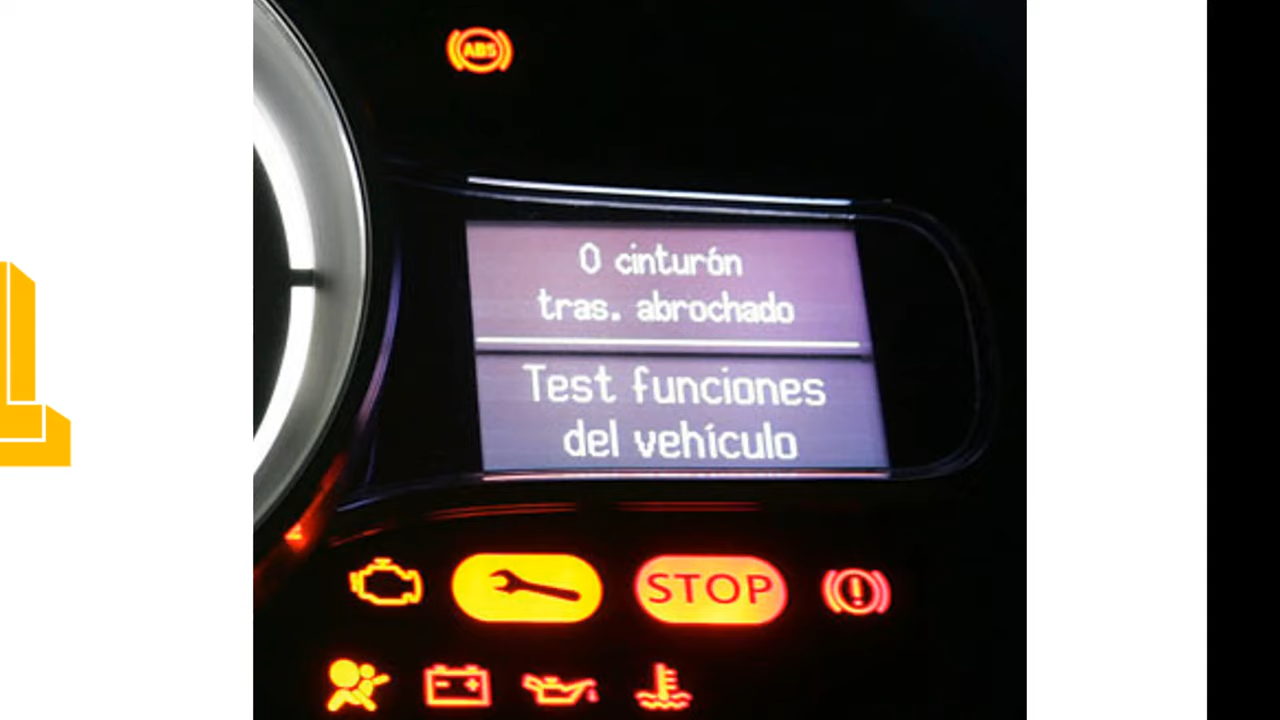 ABS
0 cinturón
tras. abrochado
Test funciones
del vehículo
STOP